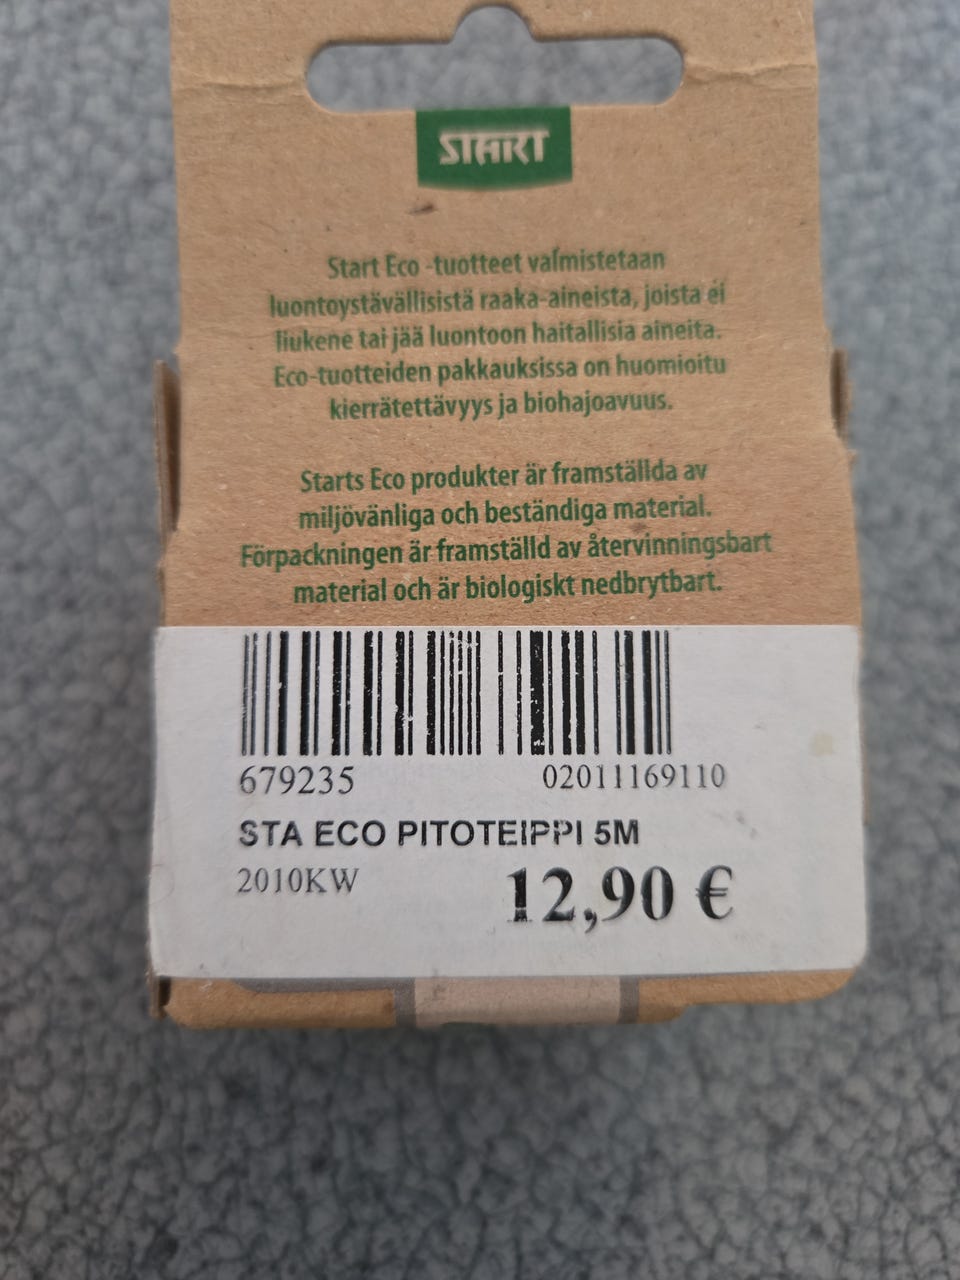 START
Start Eco -tuotteet valmistetaan
luontoystävällisistä raaka-aineista, joista ei
liukene tai jää luontoon haitallisia aineita.
Eco-tuotteiden pakkauksissa on huomioitu
kierrätettävyys ja biohajoavuus.
Starts Eco produkter är framställda av
miljövänliga och beständiga material.
Förpackningen är framställd av återvinningsbart
material och är biologiskt nedbrytbart.
679235 02011169110
STA ECO PITOTEIPPI 5M
2010KW 12,90 €